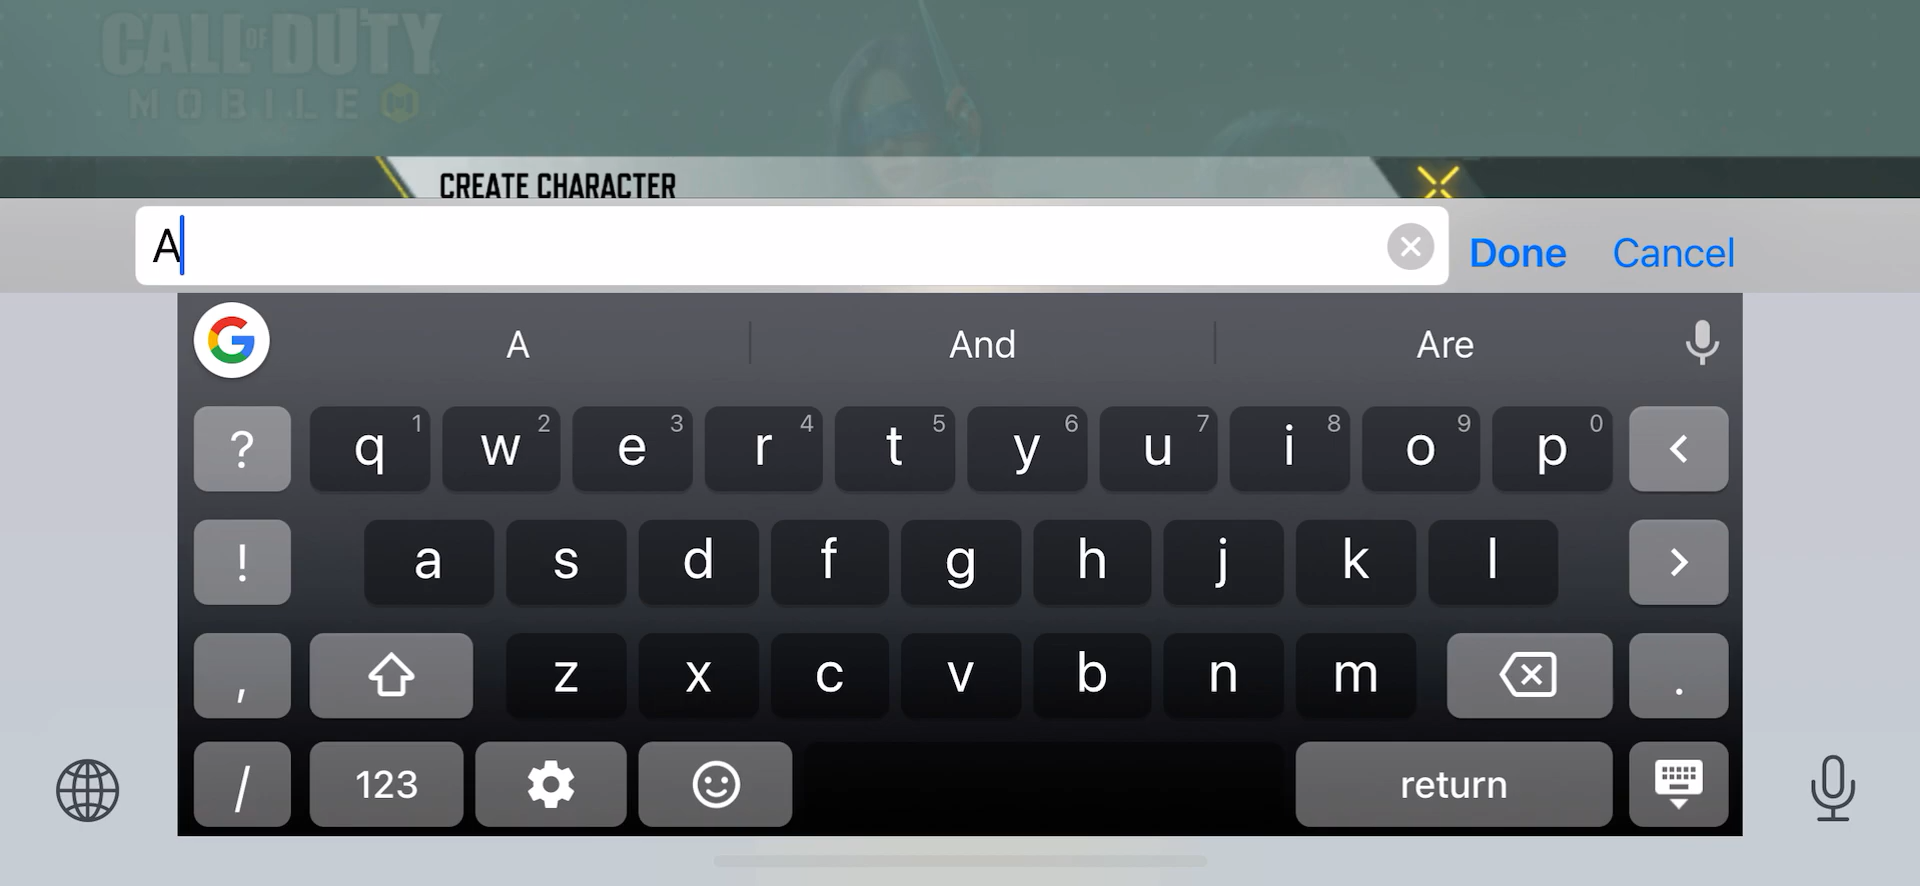 CALL OF DUTY
MOBILE
CREATE CHARACTER
A
Done
Cancel
A
And
Are
? q 1 w 2 e 3 r 4 t 5 y 6 u 7 i 8 o 9 p 0 <
! a s d f g h j k l >
, z x c v b n m .
/ 123 return